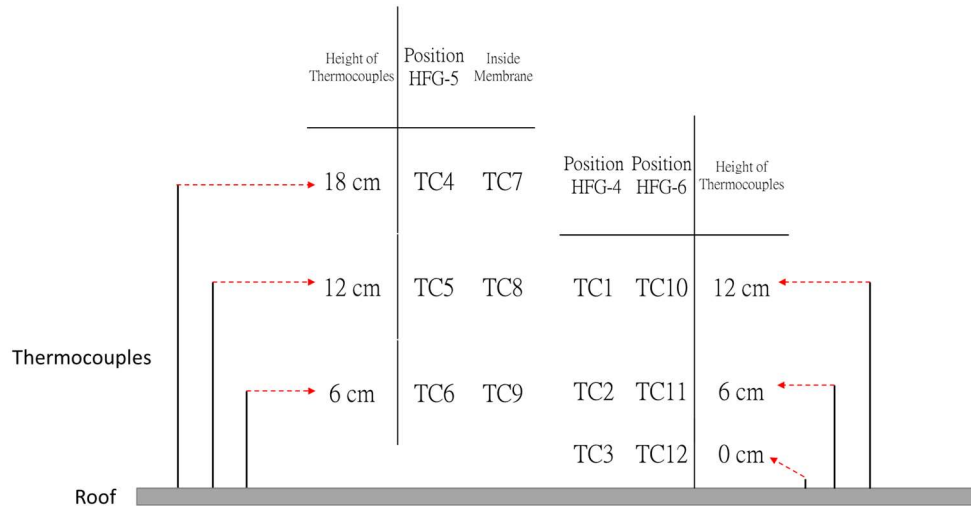 Height of
Thermocouples
Position
HFG-5
Inside
Membrane
18 cm TC4 TC7
12 cm TC5 TC8
6 cm TC6 TC9
Position
HFG-4
Position
HFG-6
Height of
Thermocouples
TC1 TC10 12 cm
TC2 TC11 6 cm
TC3 TC12 0 cm
Thermocouples
Roof